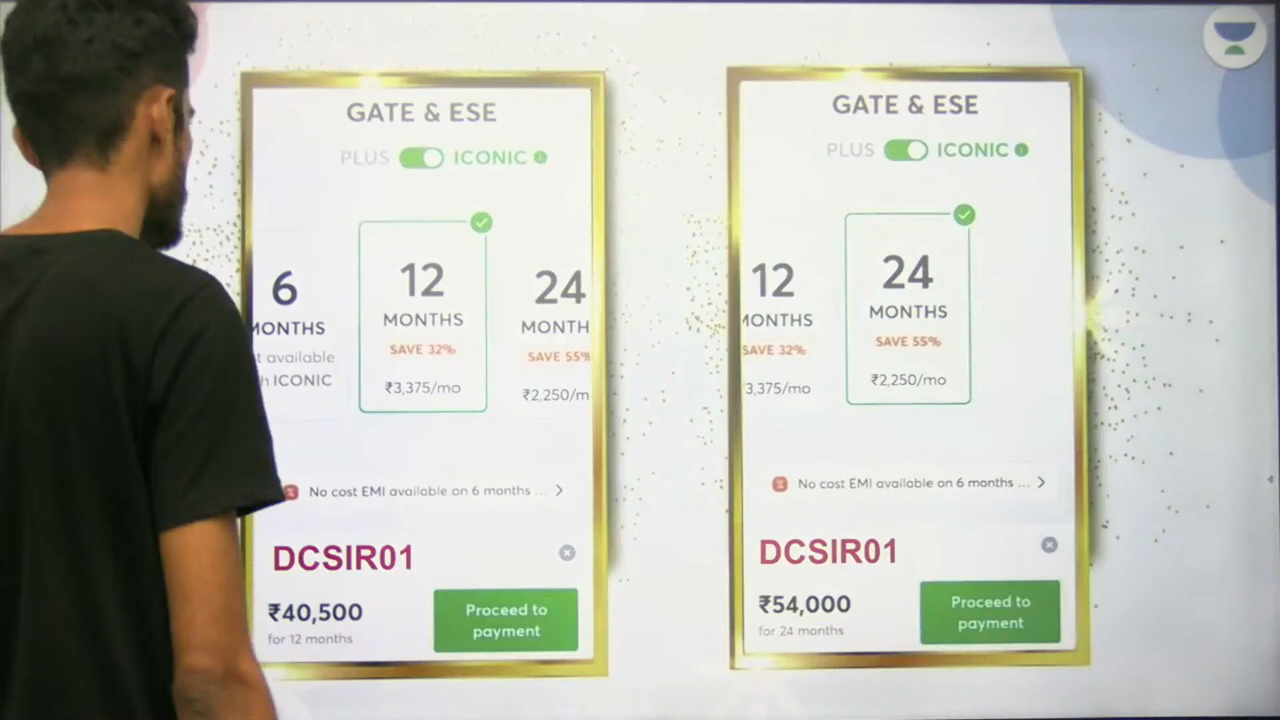 GATE & ESE
PLUS ICONIC
6
MONTHS
t available
h ICONIC
12
MONTHS
SAVE 32%
₹3,375/mo
24
MONTH
SAVE 55%
₹2,250/m
No cost EMI available on 6 months ...
DCSIR01
₹40,500
for 12 months
Proceed to
payment
GATE & ESE
PLUS ICONIC
12
MONTHS
SAVE 32%
3,375/mo
24
MONTHS
SAVE 55%
₹2,250/mo
No cost EMI available on 6 months ...
DCSIR01
₹54,000
for 24 months
Proceed to
payment